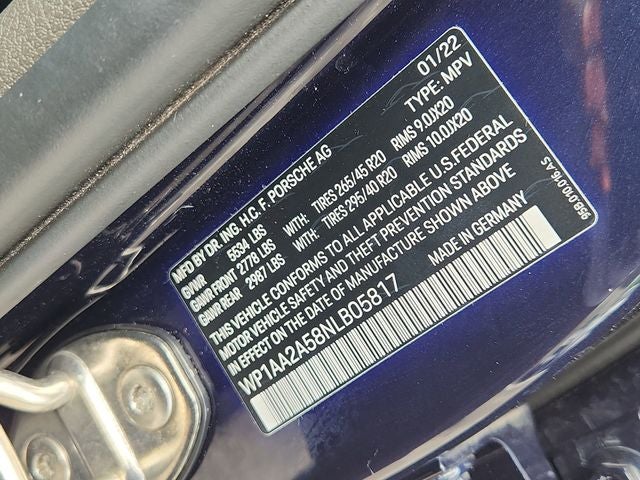 MFD BY DR. ING. H.C. F. PORSCHE AG 01/22
GVWR 5534 LBS TYPE: MPV
GAWR FRONT 2778 LBS WITH: TIRES 265/45 R20 RIMS 9.0JX20
GAWR REAR 2987 LBS WITH: TIRES 295/40 R20 RIMS 10.0JX20
THIS VEHICLE CONFORMS TO ALL APPLICABLE U.S. FEDERAL
MOTOR VEHICLE SAFETY AND THEFT PREVENTION STANDARDS
IN EFFECT ON THE DATE OF MANUFACTURE SHOWN ABOVE
WP1AA2A58NLB05817 MADE IN GERMANY